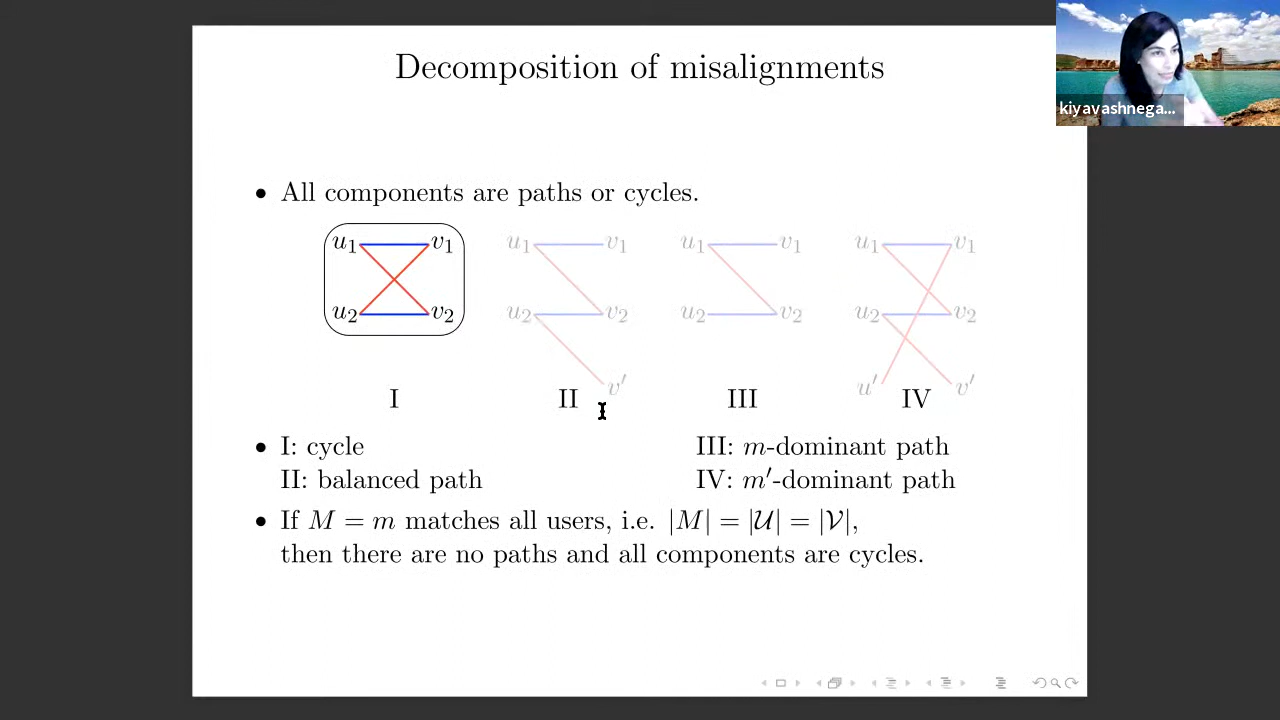 Decomposition of misalignments
kiyavashnega...
• All components are paths or cycles.
u₁ v₁ u₁ v₁ u₁ v₁ u₁ v₁
u₂ v₂ u₂ v₂ u₂ v₂ u₂ v₂
v′ u′ v′
I II III IV
• I: cycle III: m-dominant path
II: balanced path IV: m′-dominant path
• If M = m matches all users, i.e. |M| = |𝒰| = |𝒱|,
then there are no paths and all components are cycles.